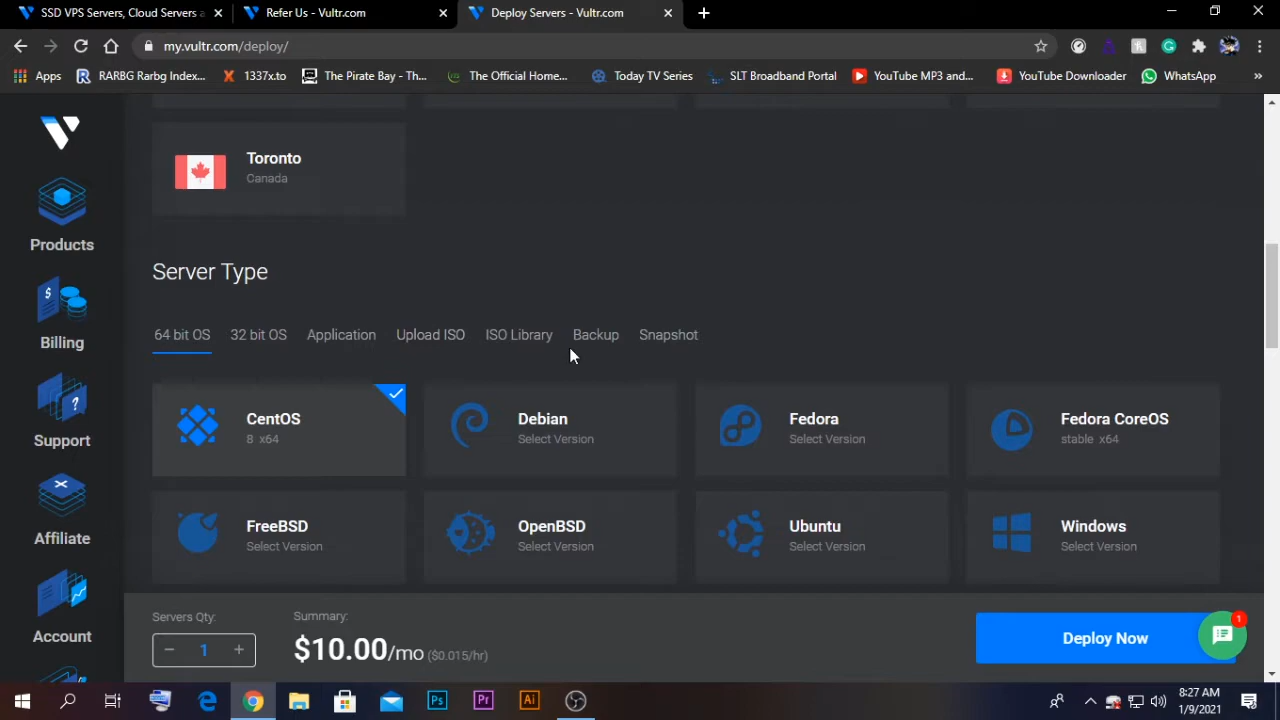 SSD VPS Servers, Cloud Servers a
Refer Us - Vultr.com
Deploy Servers - Vultr.com
my.vultr.com/deploy/
Apps
RARBG Rarbg Index...
1337x.to
The Pirate Bay - Th...
The Official Home...
Today TV Series
SLT Broadband Portal
YouTube MP3 and...
YouTube Downloader
WhatsApp
»
Toronto
Canada
Products
Billing
Support
Affiliate
Account
Server Type
64 bit OS
32 bit OS
Application
Upload ISO
ISO Library
Backup
Snapshot
CentOS
8 x64
Debian
Select Version
Fedora
Select Version
Fedora CoreOS
stable x64
FreeBSD
Select Version
OpenBSD
Select Version
Ubuntu
Select Version
Windows
Select Version
Servers Qty:
− 1 +
Summary:
$10.00/mo ($0.015/hr)
Deploy Now
1
Ps
Pr
Ai
8:27 AM
1/9/2021